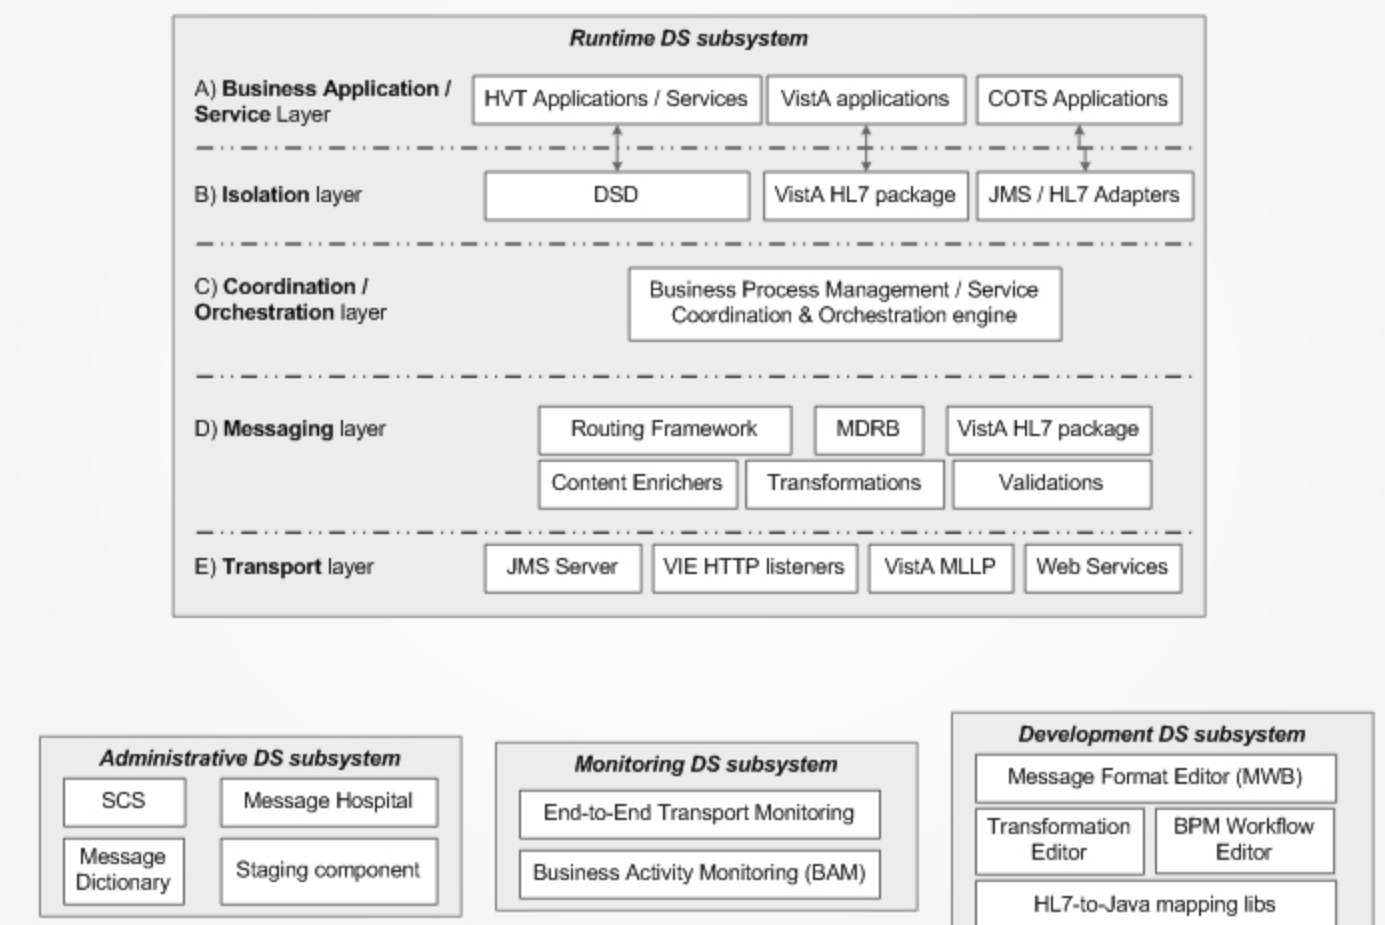 Runtime DS subsystem
A) Business Application /
Service Layer
HVT Applications / Services
VistA applications
COTS Applications
B) Isolation layer
DSD
VistA HL7 package
JMS / HL7 Adapters
C) Coordination /
Orchestration layer
Business Process Management / Service
Coordination & Orchestration engine
D) Messaging layer
Routing Framework
MDRB
VistA HL7 package
Content Enrichers
Transformations
Validations
E) Transport layer
JMS Server
VIE HTTP listeners
VistA MLLP
Web Services
Administrative DS subsystem
SCS
Message Hospital
Message
Dictionary
Staging component
Monitoring DS subsystem
End-to-End Transport Monitoring
Business Activity Monitoring (BAM)
Development DS subsystem
Message Format Editor (MWB)
Transformation
Editor
BPM Workflow
Editor
HL7-to-Java mapping libs